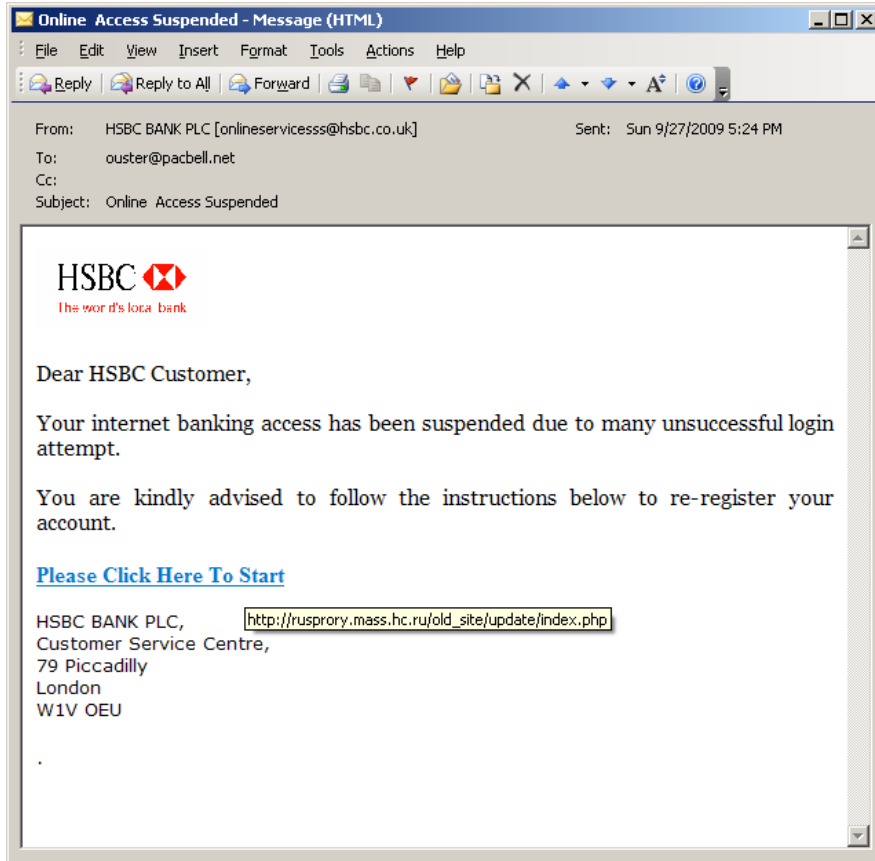 Online  Access Suspended - Message (HTML)
File Edit View Insert Format Tools Actions Help
Reply Reply to All Forward
From: HSBC BANK PLC [onlineservicesss@hsbc.co.uk] Sent: Sun 9/27/2009 5:24 PM
To: ouster@pacbell.net
Cc:
Subject: Online  Access Suspended
HSBC
The world's local bank
Dear HSBC Customer,
Your internet banking access has been suspended due to many unsuccessful login
attempt.
You are kindly advised to follow the instructions below to re-register your
account.
Please Click Here To Start
http://rusprory.mass.hc.ru/old_site/update/index.php
HSBC BANK PLC,
Customer Service Centre,
79 Piccadilly
London
W1V OEU
.